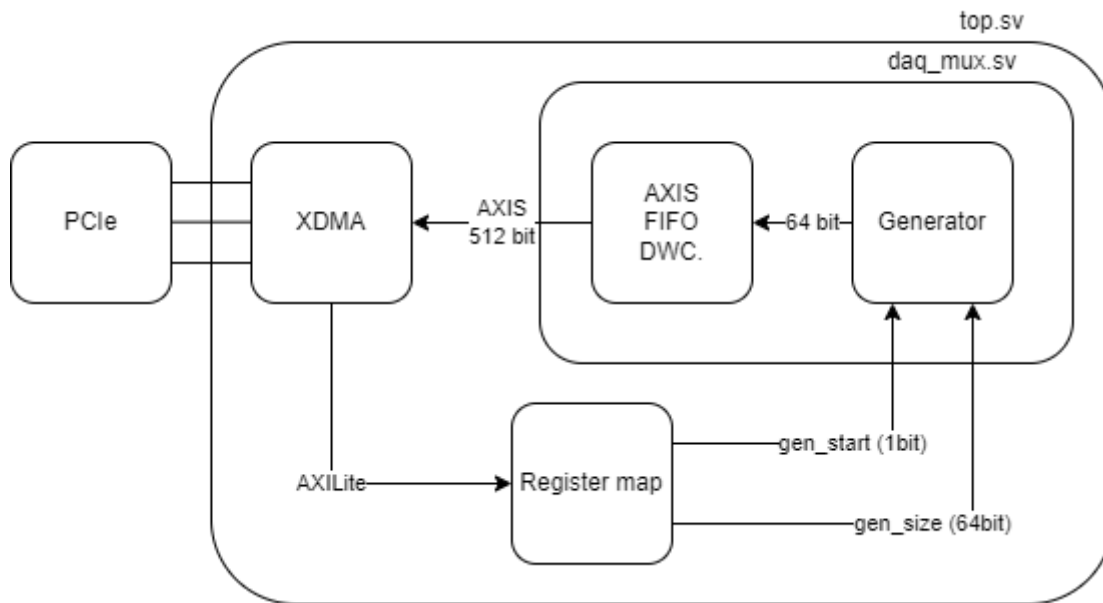 top.sv
daq_mux.sv
PCIe
XDMA
AXIS
512 bit
AXIS
FIFO
DWC.
64 bit
Generator
gen_start (1bit)
AXILite
Register map
gen_size (64bit)